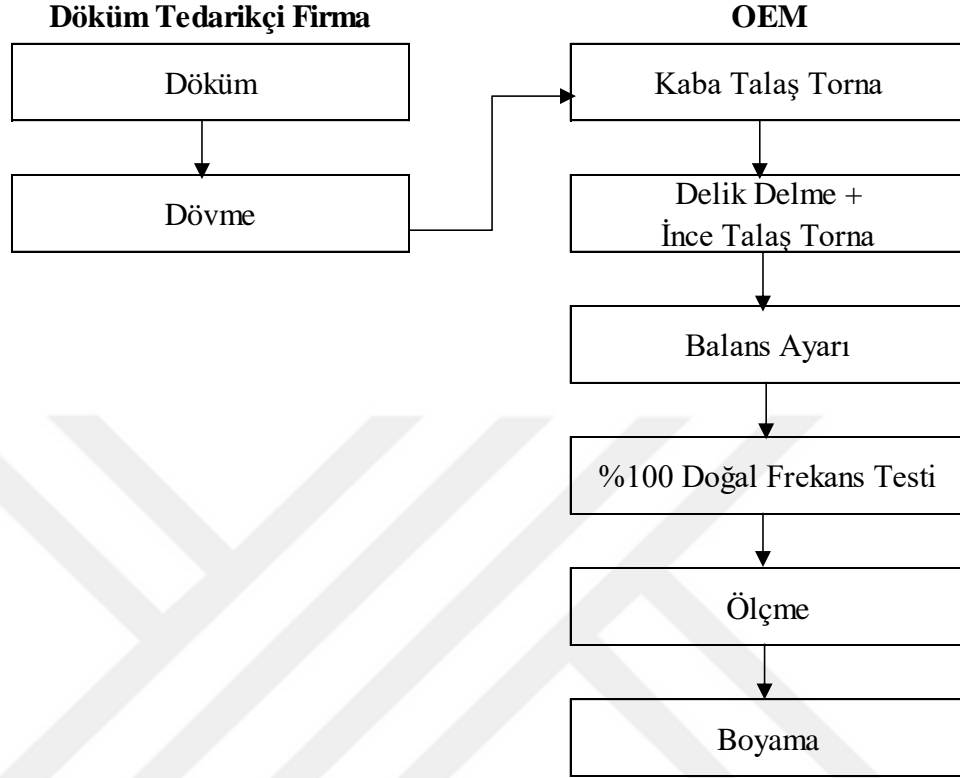 Döküm Tedarikçi Firma
Döküm
Dövme
OEM
Kaba Talaş Torna
Delik Delme +
İnce Talaş Torna
Balans Ayarı
%100 Doğal Frekans Testi
Ölçme
Boyama